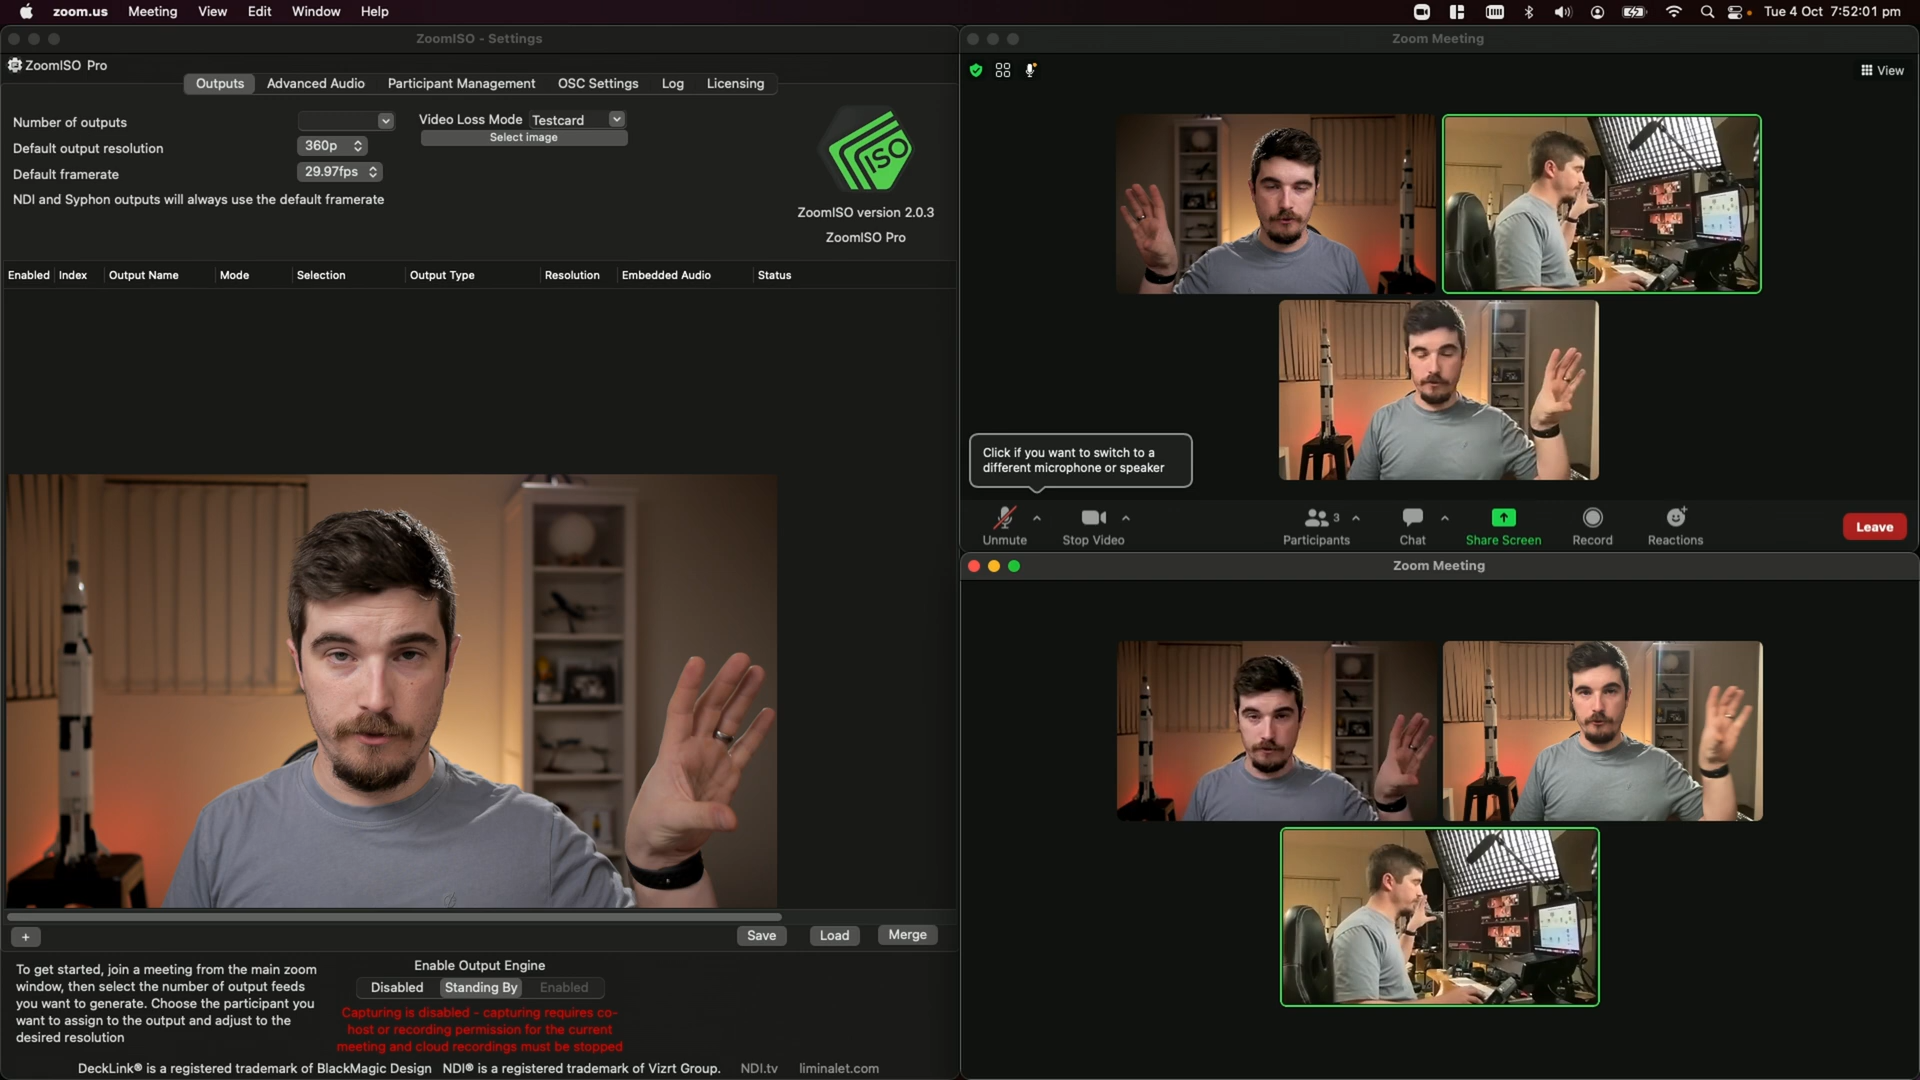 zoom.us Meeting View Edit Window Help
Tue 4 Oct 7:52:01 pm
ZoomISO - Settings
ZoomISO Pro
Outputs Advanced Audio Participant Management OSC Settings Log Licensing
Number of outputs
Video Loss Mode Testcard
Select image
Default output resolution 360p
Default framerate 29.97fps
NDI and Syphon outputs will always use the default framerate
ISO
ZoomISO version 2.0.3
ZoomISO Pro
Enabled Index Output Name Mode Selection Output Type Resolution Embedded Audio Status
+
Save Load Merge
To get started, join a meeting from the main zoom
window, then select the number of output feeds
you want to generate. Choose the participant you
want to assign to the output and adjust to the
desired resolution
Enable Output Engine
Disabled Standing By Enabled
Capturing is disabled - capturing requires co-
host or recording permission for the current
meeting and cloud recordings must be stopped
DeckLink® is a registered trademark of BlackMagic Design NDI® is a registered trademark of Vizrt Group. NDI.tv liminalet.com
Zoom Meeting
View
Click if you want to switch to a
different microphone or speaker
Unmute Stop Video Participants 3 Chat Share Screen Record Reactions Leave
Zoom Meeting